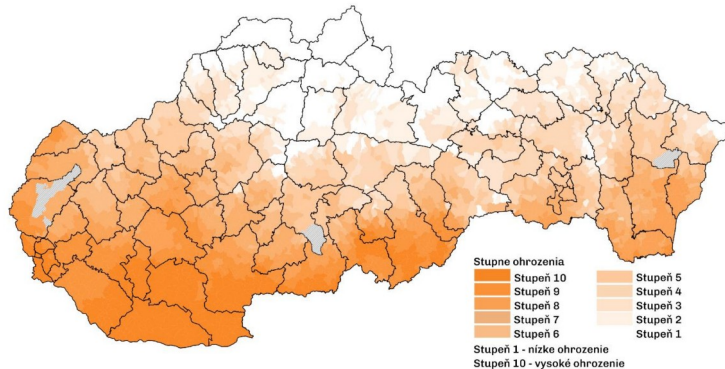 Stupne ohrozenia
Stupeň 10
Stupeň 9
Stupeň 8
Stupeň 7
Stupeň 6
Stupeň 5
Stupeň 4
Stupeň 3
Stupeň 2
Stupeň 1
Stupeň 1 - nízke ohrozenie
Stupeň 10 - vysoké ohrozenie